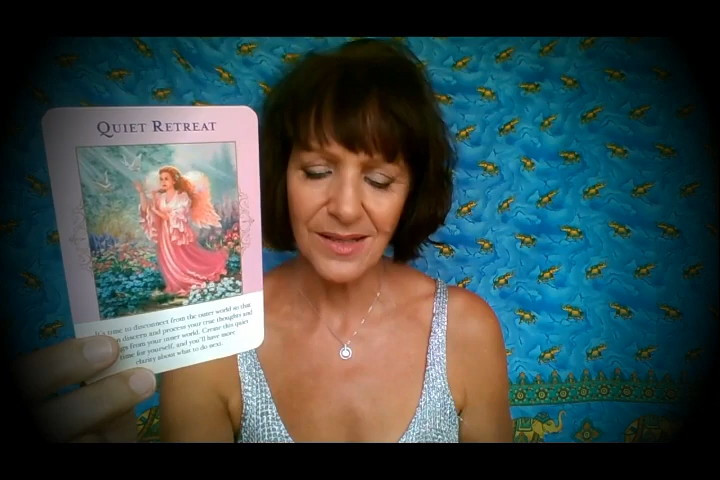 QUIET RETREAT
It's time to disconnect from the outer world so that
discern and process your true thoughts and
from your inner world. Create this quiet
time for yourself, and you'll have more
clarity about what to do next.